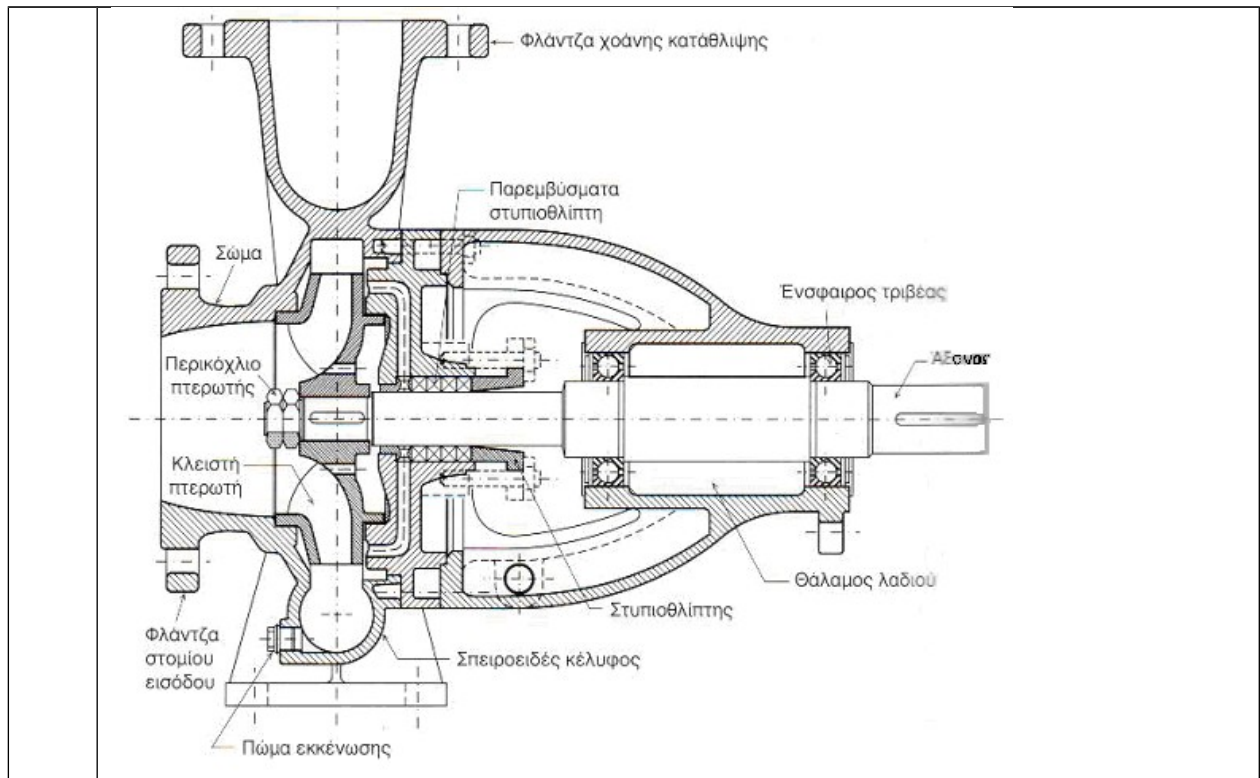 Φλάντζα χοάνης κατάθλιψης
Παρεμβύσματα
στυπιοθλίπτη
Σώμα
Ένσφαιρος τριβέας
Περικόχλιο
πτερωτής
Κλειστή
πτερωτή
Θάλαμος λαδιού
Στυπιοθλίπτης
Φλάντζα
στομίου
εισόδου
Σπειροειδές κέλυφος
Πώμα εκκένωσης